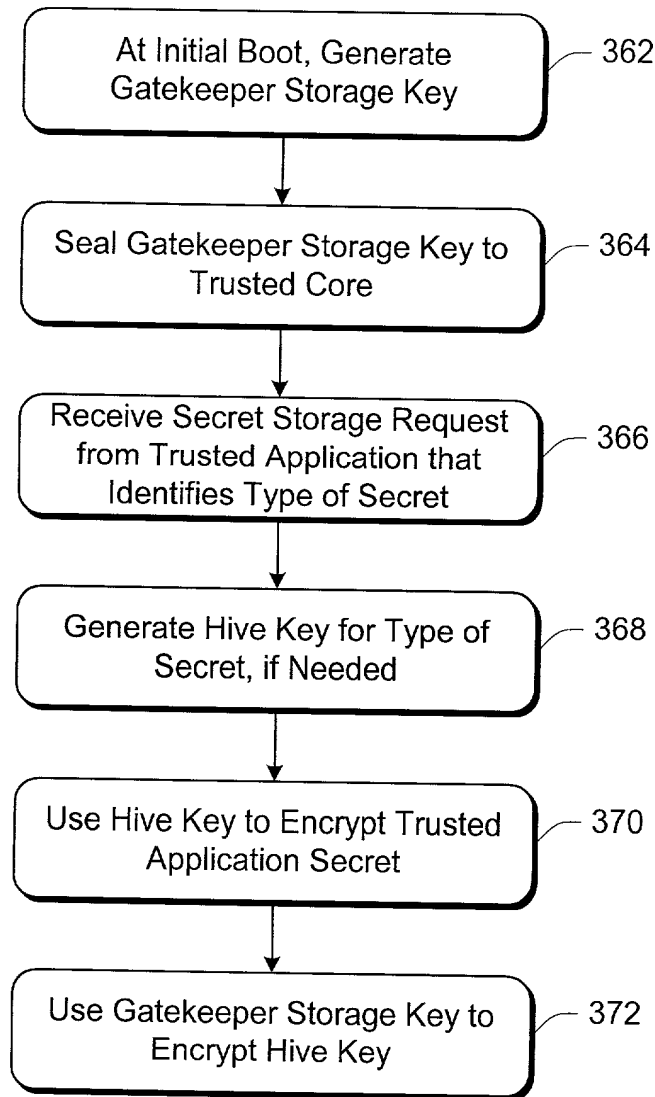 At Initial Boot, Generate
Gatekeeper Storage Key
362
Seal Gatekeeper Storage Key to
Trusted Core
364
Receive Secret Storage Request
from Trusted Application that
Identifies Type of Secret
366
Generate Hive Key for Type of
Secret, if Needed
368
Use Hive Key to Encrypt Trusted
Application Secret
370
Use Gatekeeper Storage Key to
Encrypt Hive Key
372